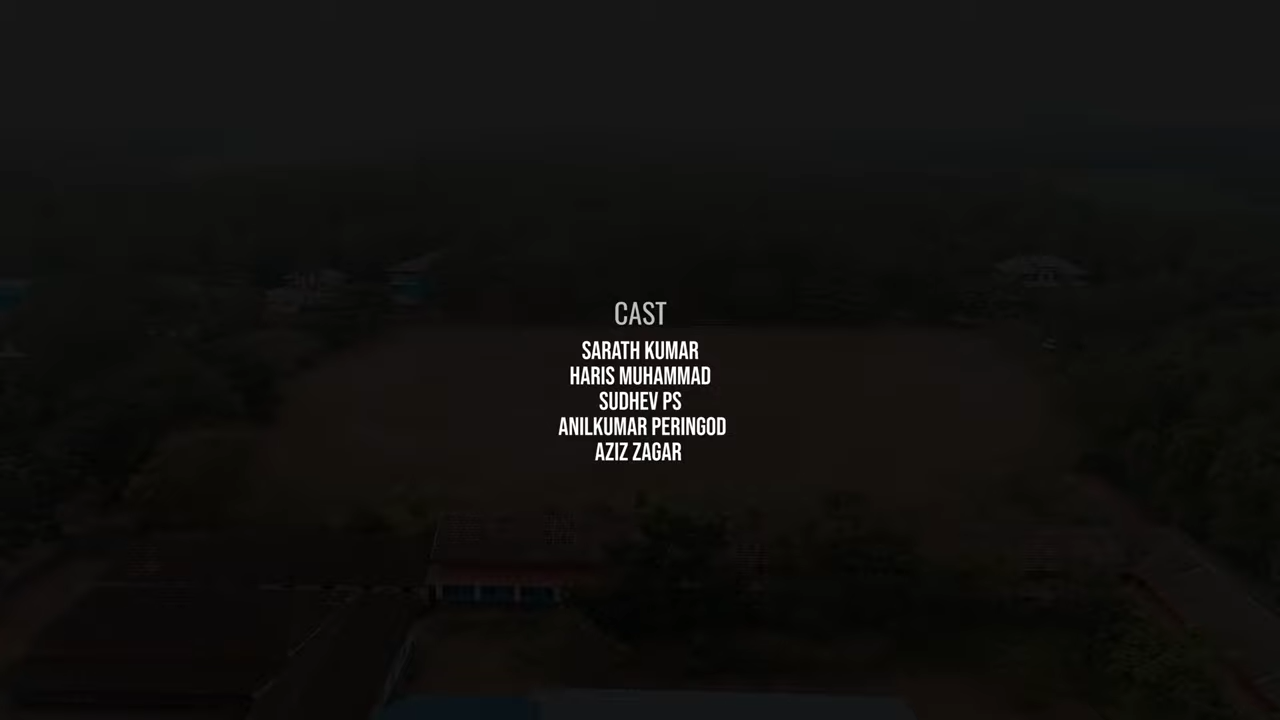 CAST
SARATH KUMAR
HARIS MUHAMMAD
SUDHEV PS
ANILKUMAR PERINGOD
AZIZ ZAGAR